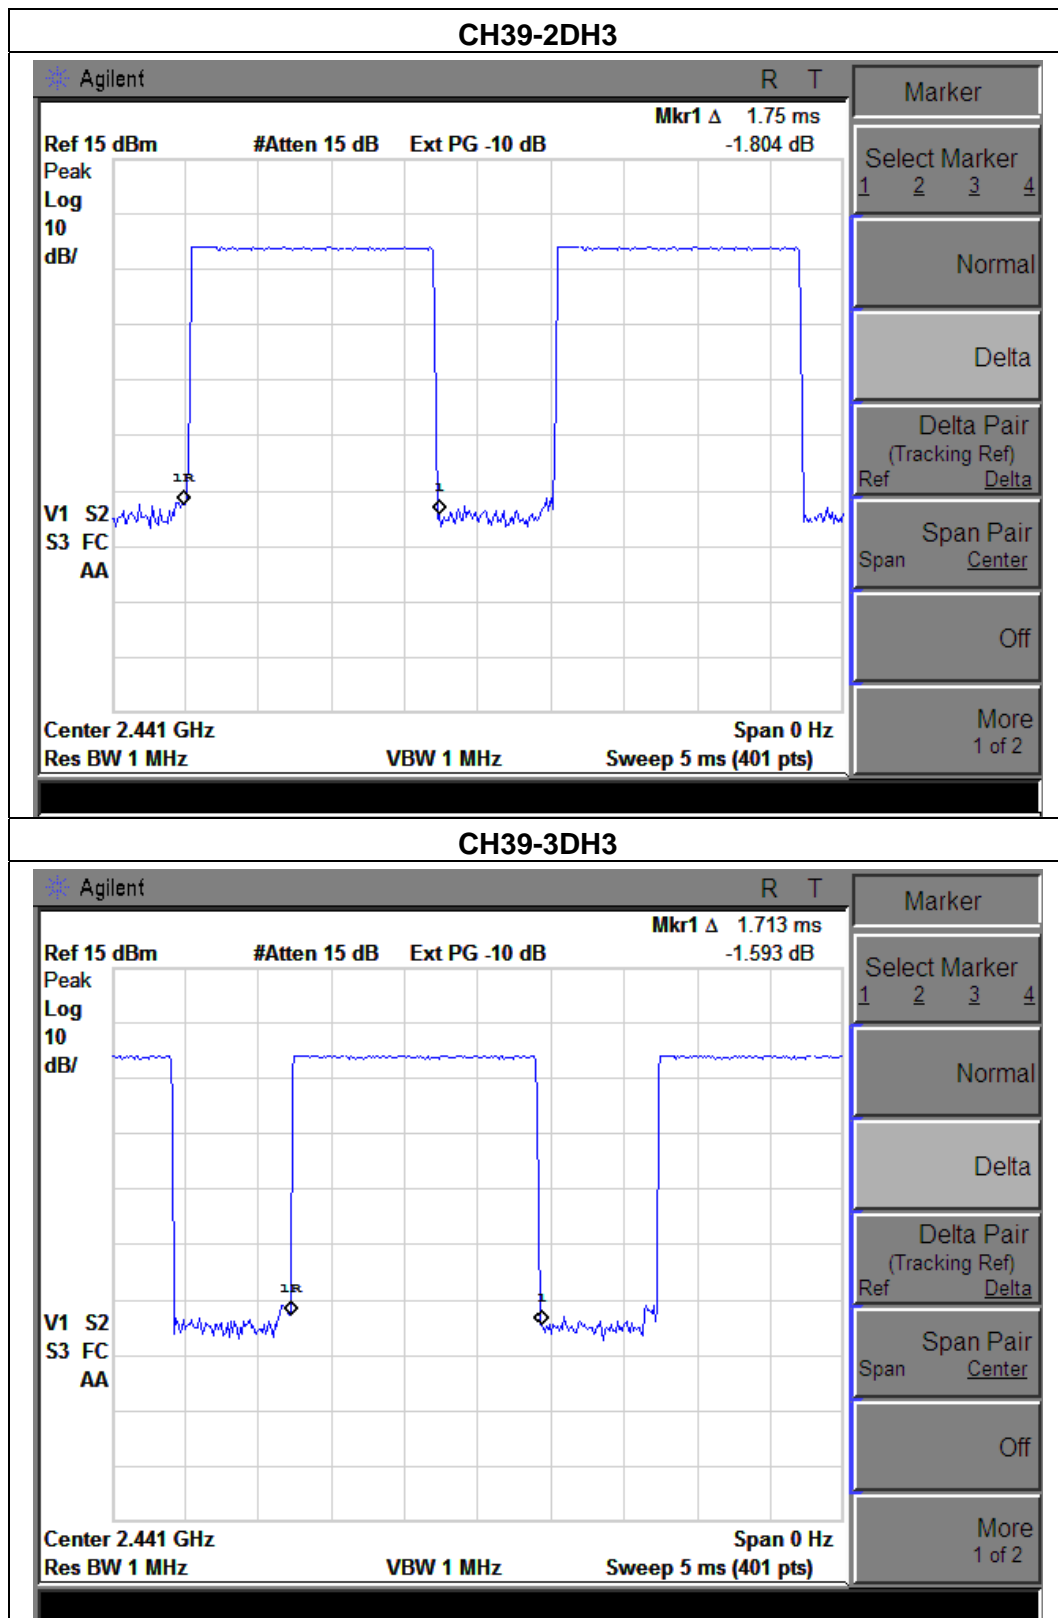 CH39-2DH3
Agilent R T
Marker
Mkr1 Δ 1.75 ms
Ref 15 dBm #Atten 15 dB Ext PG -10 dB -1.804 dB
Peak
Log
10
dB/
1R
1
V1 S2
S3 FC
AA
Center 2.441 GHz Span 0 Hz
Res BW 1 MHz VBW 1 MHz Sweep 5 ms (401 pts)
Select Marker
1 2 3 4
Normal
Delta
Delta Pair
(Tracking Ref)
Ref Delta
Span Pair
Span Center
Off
More
1 of 2
CH39-3DH3
Agilent R T
Marker
Mkr1 Δ 1.713 ms
Ref 15 dBm #Atten 15 dB Ext PG -10 dB -1.593 dB
Peak
Log
10
dB/
1R
1
V1 S2
S3 FC
AA
Center 2.441 GHz Span 0 Hz
Res BW 1 MHz VBW 1 MHz Sweep 5 ms (401 pts)
Select Marker
1 2 3 4
Normal
Delta
Delta Pair
(Tracking Ref)
Ref Delta
Span Pair
Span Center
Off
More
1 of 2